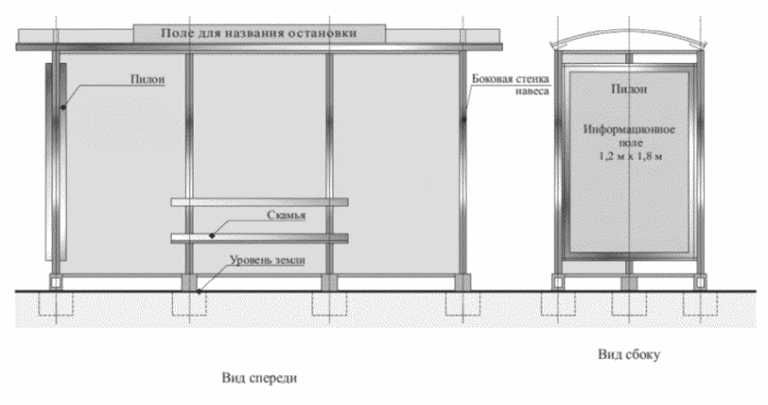 Поле для названия остановки
Пилон
Боковая стенка
навеса
Скамья
Уровень земли
Вид спереди
Пилон
Информационное
поле
1,2 м x 1,8 м
Вид сбоку